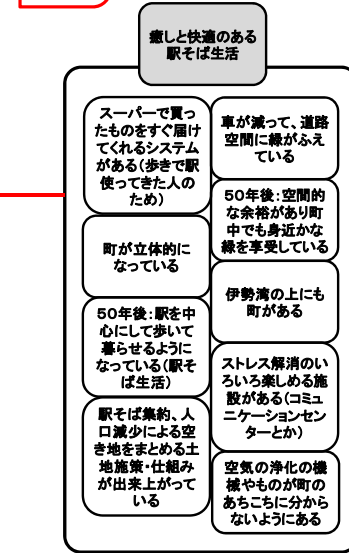 癒しと快適のある
駅そば生活
スーパーで買っ
たものをすぐ届け
てくれるシステム
がある(歩きで駅
使ってきた人の
ため)
町が立体的に
なっている
50年後:駅を中
心にして歩いて
暮らせるように
なっている(駅そ
ば生活)
駅そば集約、人
口減少による空
き地をまとめる土
地施策・仕組み
が出来上がって
いる
車が減って、道路
空間に緑がふえ
ている
50年後:空間的
な余裕があり町
中でも身近かな
緑を享受している
伊勢湾の上にも
町がある
ストレス解消のい
ろいろ楽しめる施
設がある(コミュ
ニケーションセン
ターとか)
空気の浄化の機
械やものが町の
あちこちに分から
ないようにある